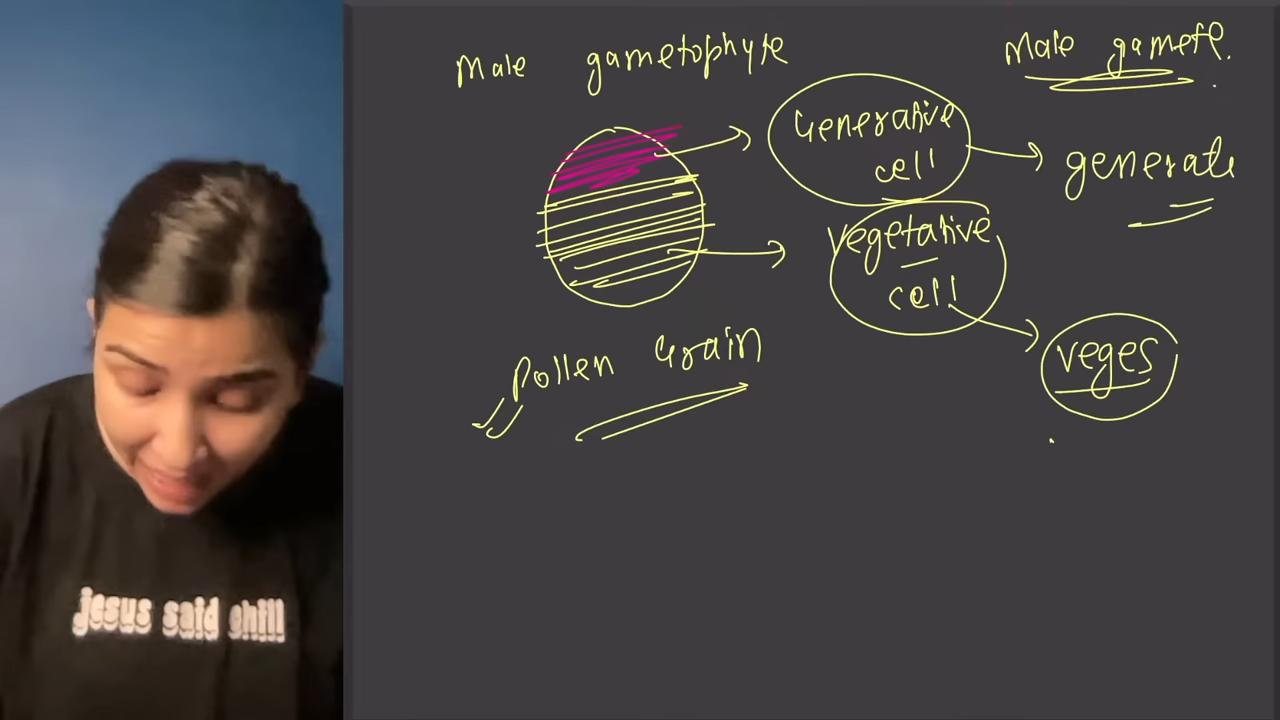 Male gametophyte
Male gamete.
Generative
cell
generate
vegetative
cell
veges
Pollen Grain
jesus said chill